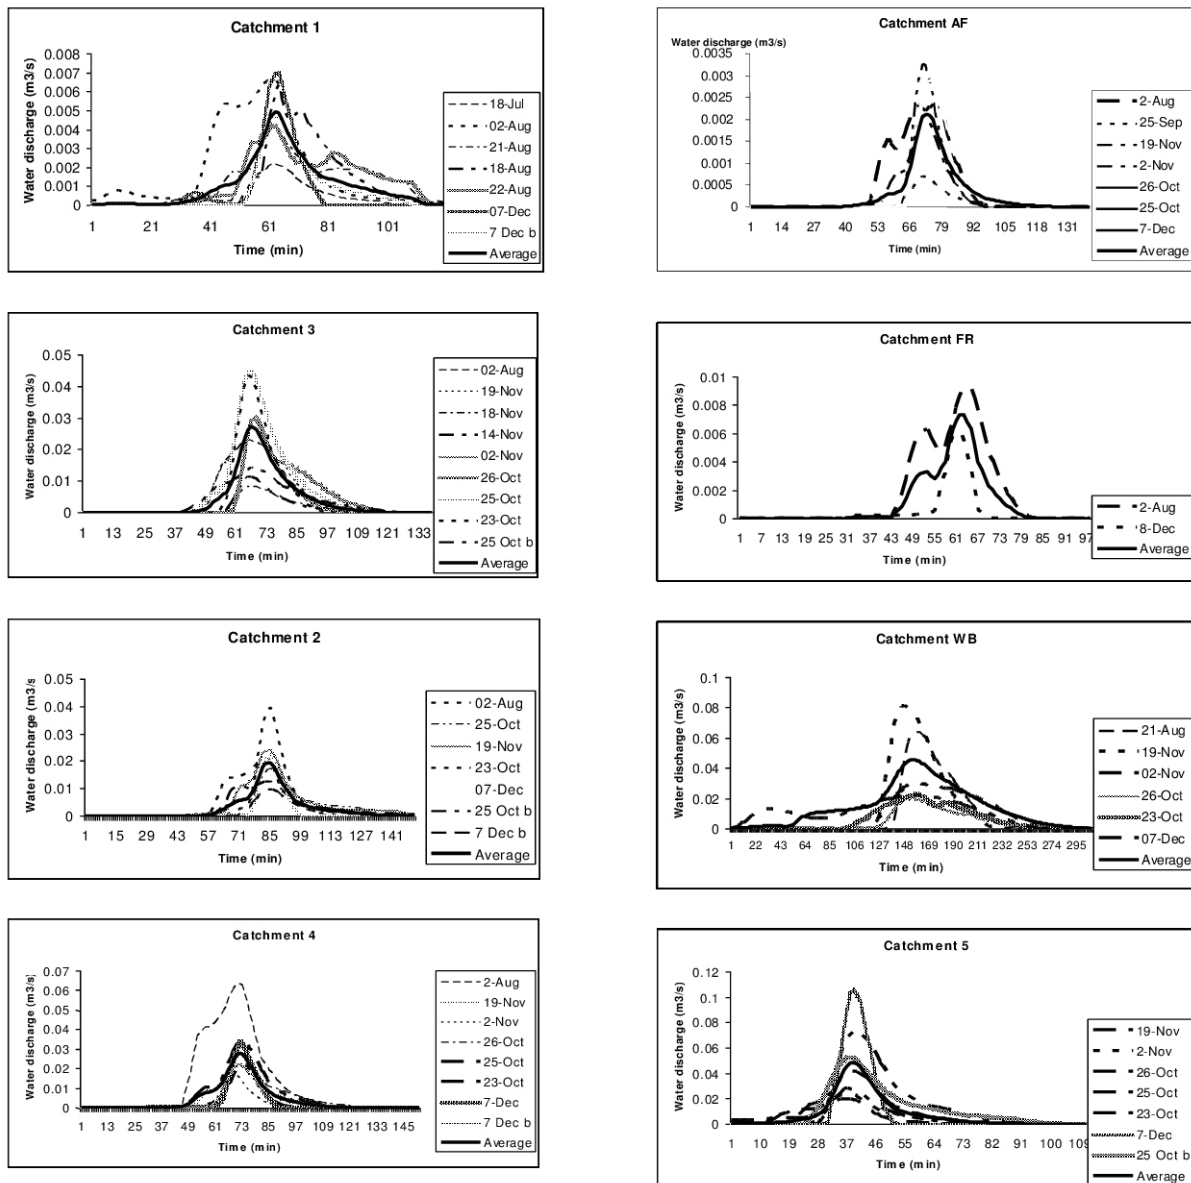 Catchment 1
Water discharge (m3/s)
0.008
0.007
0.006
0.005
0.004
0.003
0.002
0.001
0
1 21 41 61 81 101
Time (min)
18-Jul
02-Aug
21-Aug
18-Aug
22-Aug
07-Dec
7 Dec b
Average
Catchment AF
Water discharge (m3/s)
0.0035
0.003
0.0025
0.002
0.0015
0.001
0.0005
0
1 14 27 40 53 66 79 92 105 118 131
Time (min)
2-Aug
25-Sep
19-Nov
2-Nov
26-Oct
25-Oct
7-Dec
Average
Catchment 3
Water discharge (m3/s)
0.05
0.04
0.03
0.02
0.01
0
1 13 25 37 49 61 73 85 97 109 121 133
Time (min)
02-Aug
19-Nov
18-Nov
14-Nov
02-Nov
26-Oct
25-Oct
23-Oct
25 Oct b
Average
Catchment FR
Water discharge (m3/s)
0.01
0.008
0.006
0.004
0.002
0
1 7 13 19 25 31 37 43 49 55 61 67 73 79 85 91 97
Time (min)
2-Aug
8-Dec
Average
Catchment 2
Water discharge (m3/s)
0.05
0.04
0.03
0.02
0.01
0
1 15 29 43 57 71 85 99 113 127 141
Time (min)
02-Aug
25-Oct
19-Nov
23-Oct
07-Dec
25 Oct b
7 Dec b
Average
Catchment WB
Water discharge (m3/s)
0.1
0.08
0.06
0.04
0.02
0
1 22 43 64 85 106 127 148 169 190 211 232 253 274 295
Time (min)
21-Aug
19-Nov
02-Nov
26-Oct
23-Oct
07-Dec
Average
Catchment 4
Water discharge (m3/s)
0.07
0.06
0.05
0.04
0.03
0.02
0.01
0
1 13 25 37 49 61 73 85 97 109 121 133 145
Time (min)
2-Aug
19-Nov
2-Nov
26-Oct
25-Oct
23-Oct
7-Dec
7 Dec b
Average
Catchment 5
Water discharge (m3/s)
0.12
0.1
0.08
0.06
0.04
0.02
0
1 10 19 28 37 46 55 64 73 82 91 100 109
Time (min)
19-Nov
2-Nov
26-Oct
25-Oct
23-Oct
7-Dec
25 Oct b
Average